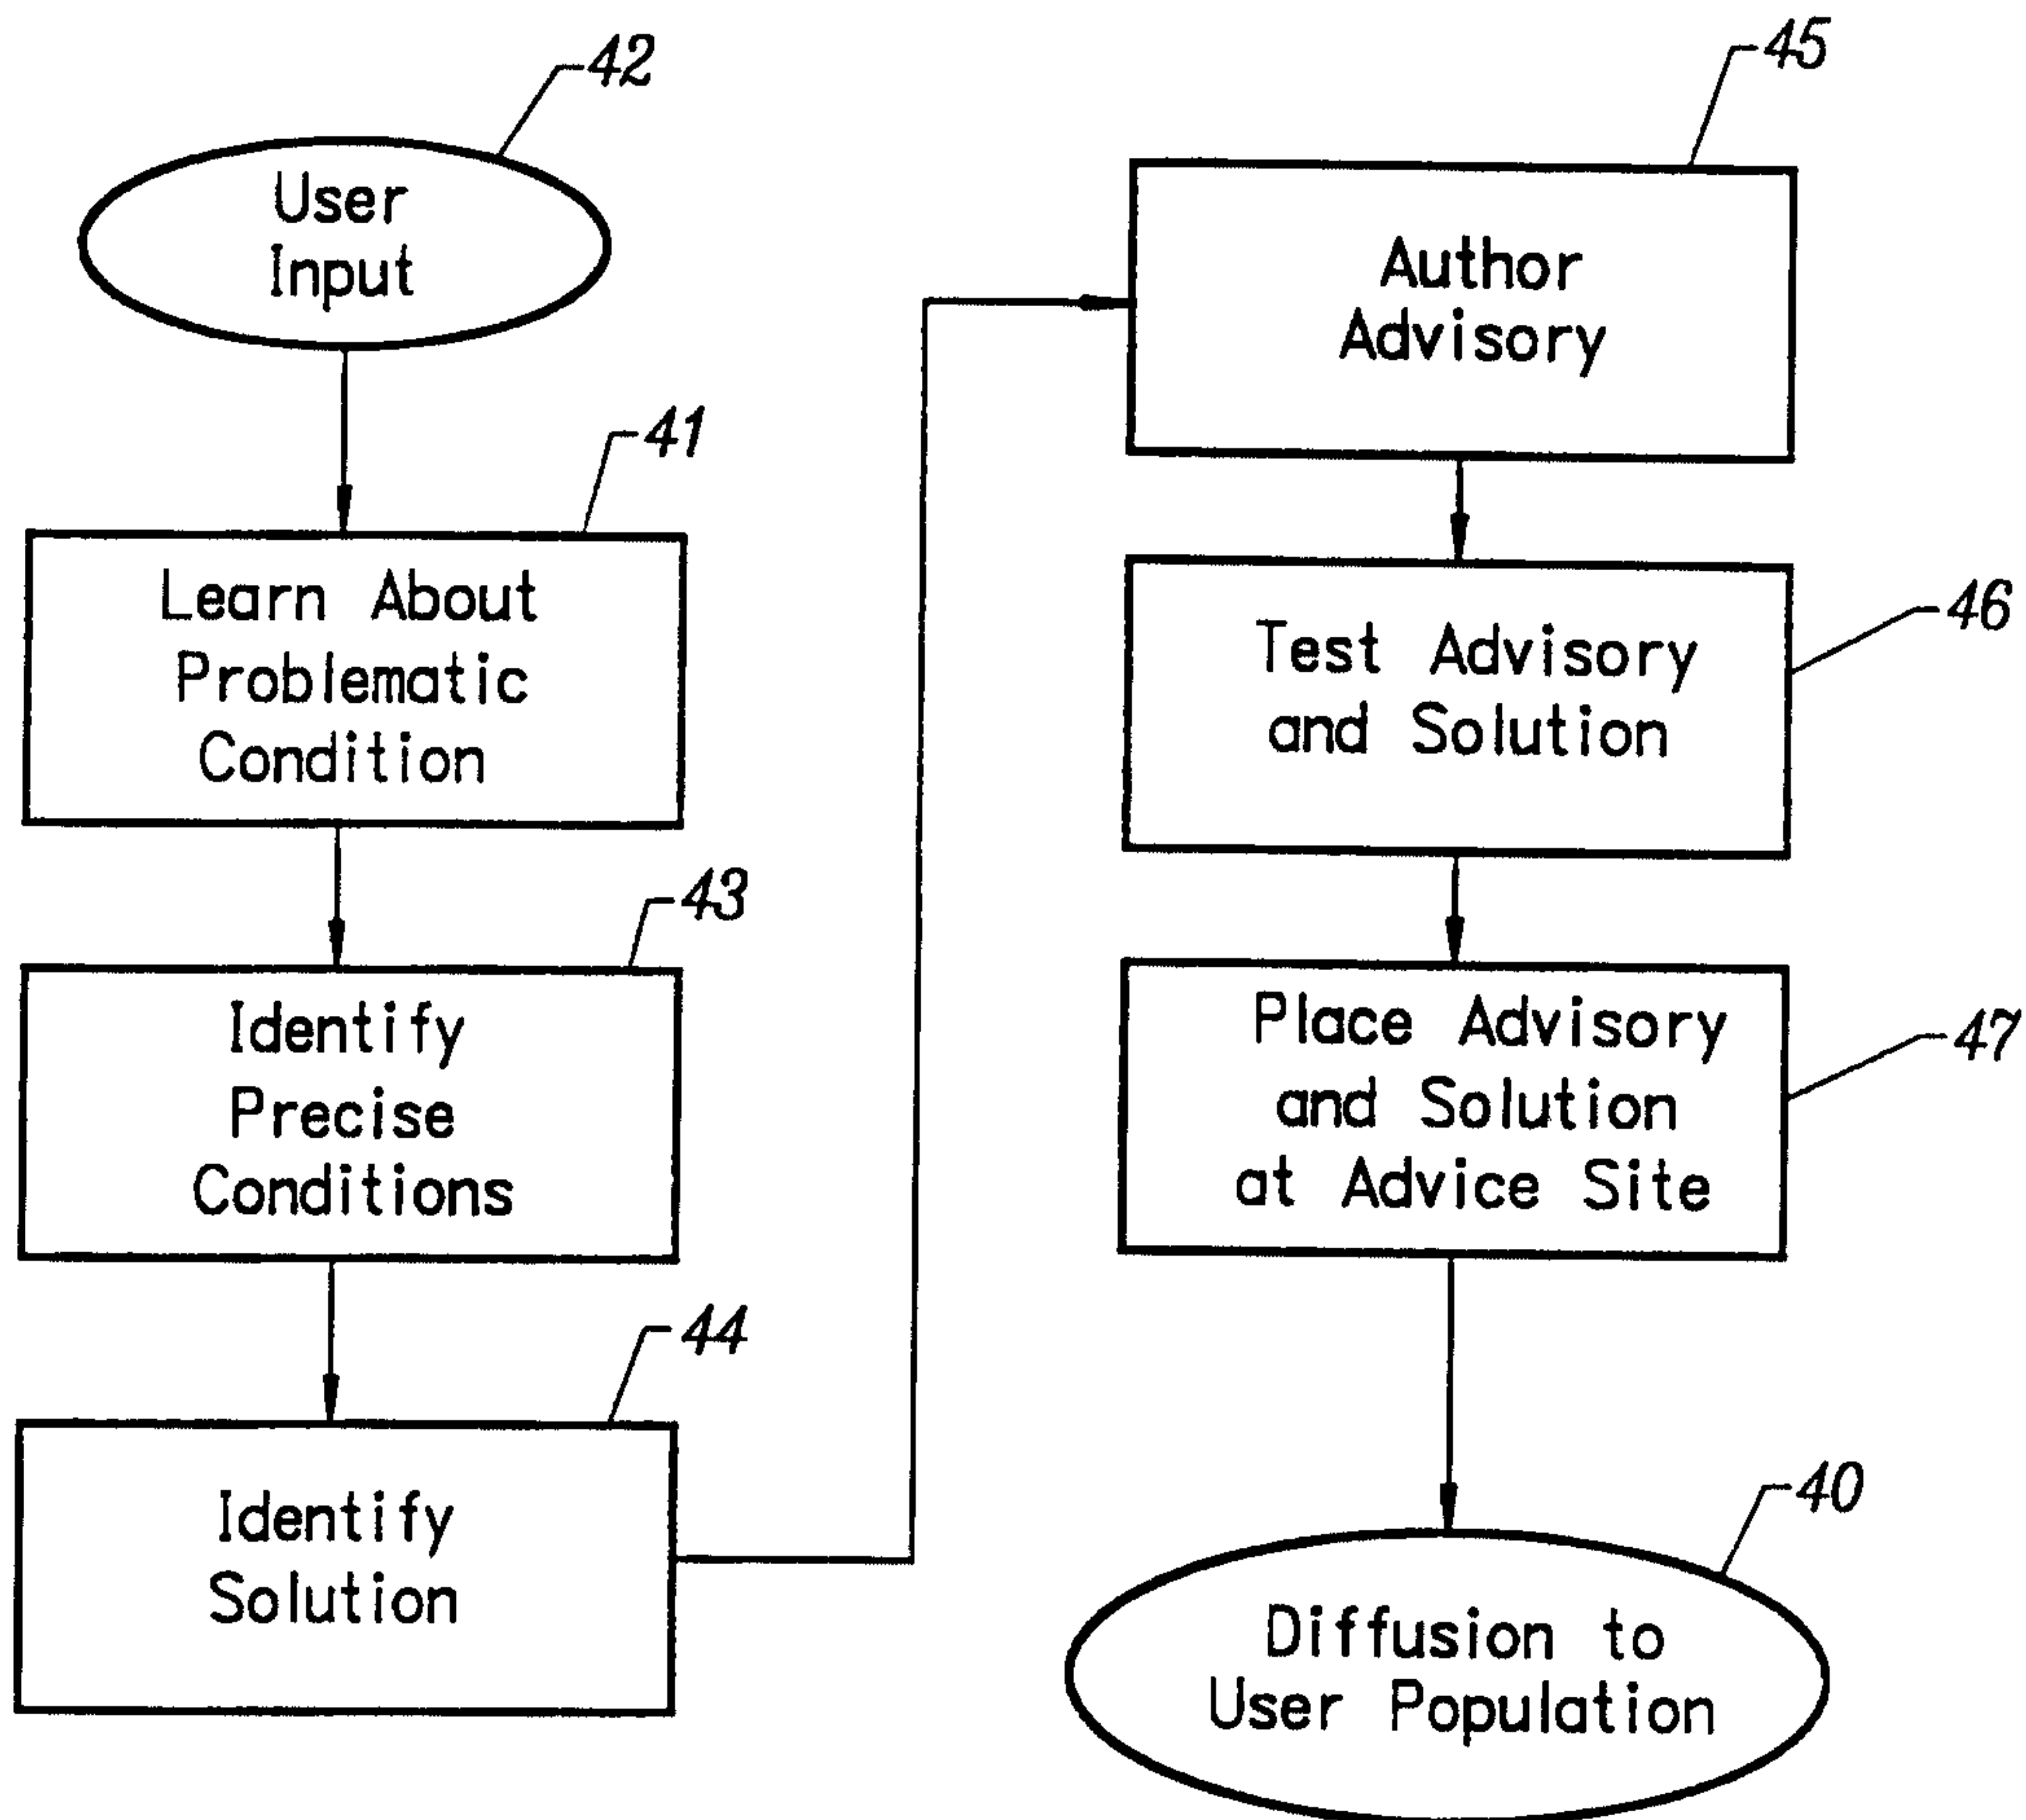 42
User
Input
41
Learn About
Problematic
Condition
43
Identify
Precise
Conditions
44
Identify
Solution
45
Author
Advisory
46
Test Advisory
and Solution
47
Place Advisory
and Solution
at Advice Site
40
Diffusion to
User Population